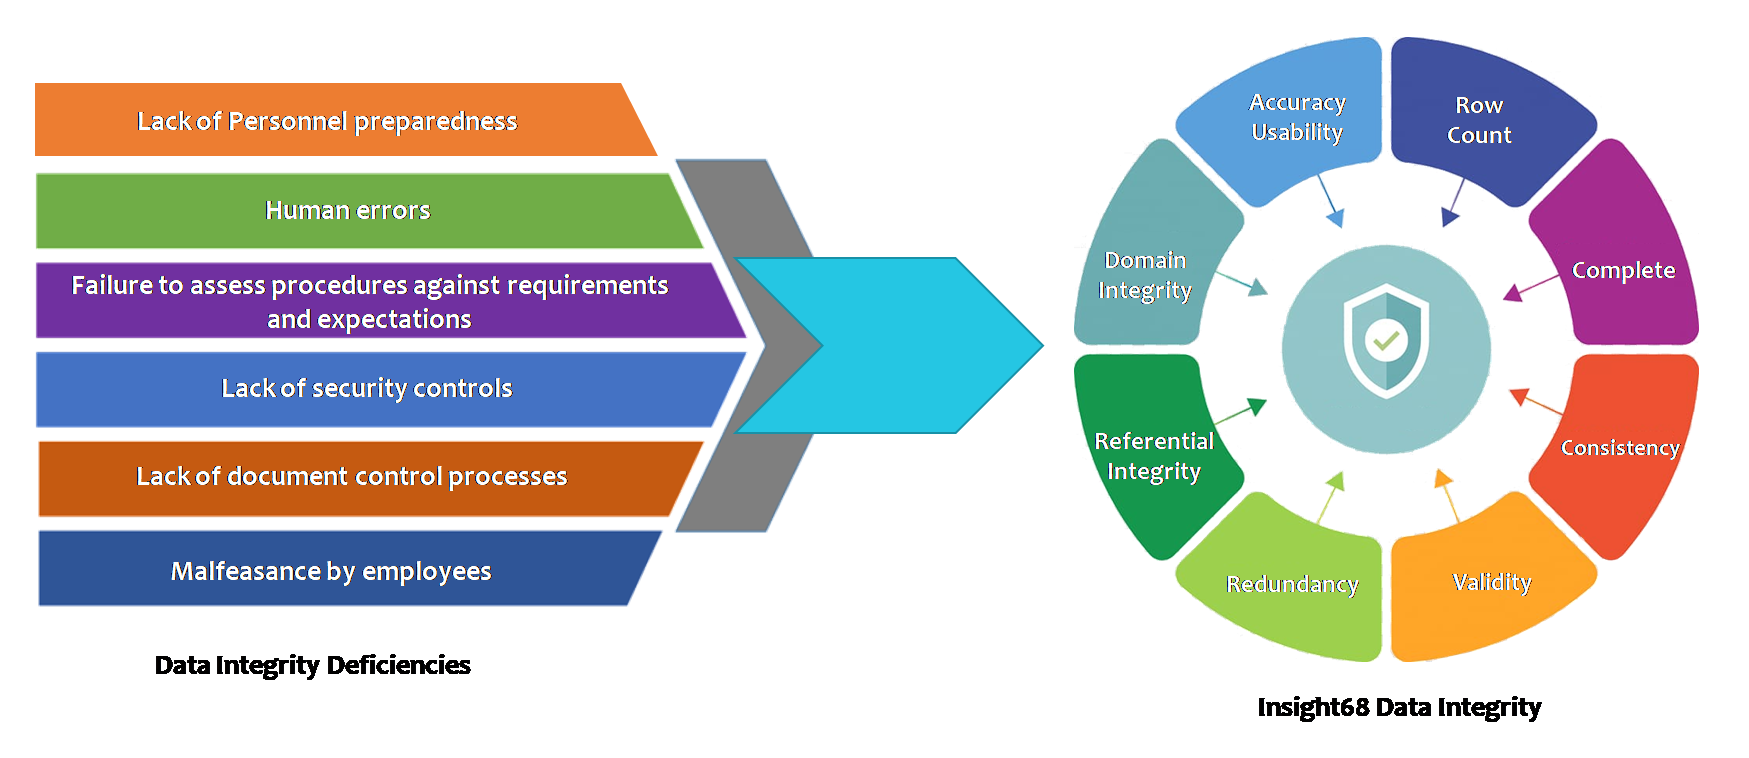 Lack of Personnel preparedness
Human errors
Failure to assess procedures against requirements
and expectations
Lack of security controls
Lack of document control processes
Malfeasance by employees
Data Integrity Deficiencies
Accuracy
Usability
Row
Count
Complete
Consistency
Validity
Redundancy
Referential
Integrity
Domain
Integrity
Insight68 Data Integrity